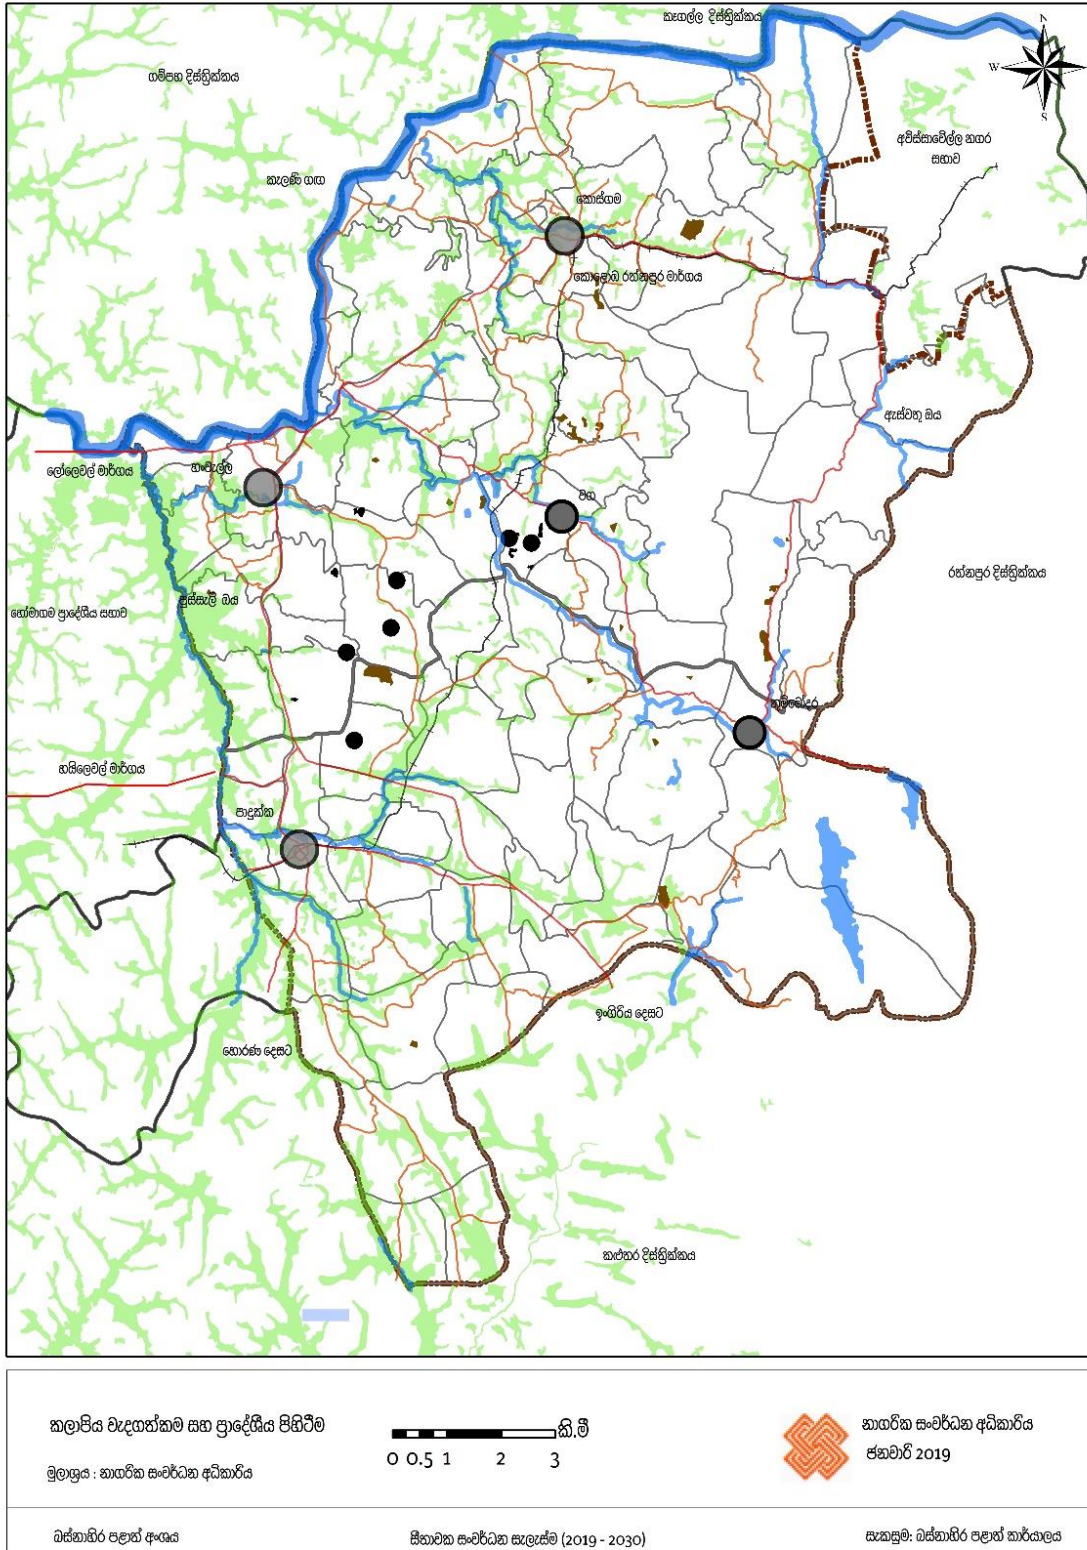 කෑගල්ල දිස්ත්‍රික්කය
N
ගම්පහ දිස්ත්‍රික්කය
W
S
අවිස්සාවේල්ල නගර
සභාව
කැලණි ගඟ
කොස්ගම
කොළොඹ රත්නපුර මාර්ගය
ඇස්වතු ඔය
ලෝලෙවල් මාර්ගය
හංවැල්ල
වග
රත්නපුර දිස්ත්‍රික්කය
පුස්සැලි ඔය
හෝමාගම ප්‍රාදේශීය සභාව
තුම්මෝදර
හයිලෙවල් මාර්ගය
පාදුක්ක
ඉංගිරිය දෙසට
හොරණ දෙසට
කළුතර දිස්ත්‍රික්කය
කලාපිය වැදගත්කම සහ ප්‍රාදේශීය පිහිටීම
කි.මී
0 0.5 1 2 3
මූලාශ්‍රය : නාගරික සංවර්ධන අධිකාරිය
නාගරික සංවර්ධන අධිකාරිය
ජනවාරි 2019
බස්නාහිර පළාත් අංශය
සීතාවක සංවර්ධන සැලැස්ම (2019 - 2030)
සැකසුම: බස්නාහිර පළාත් කාර්යාලය